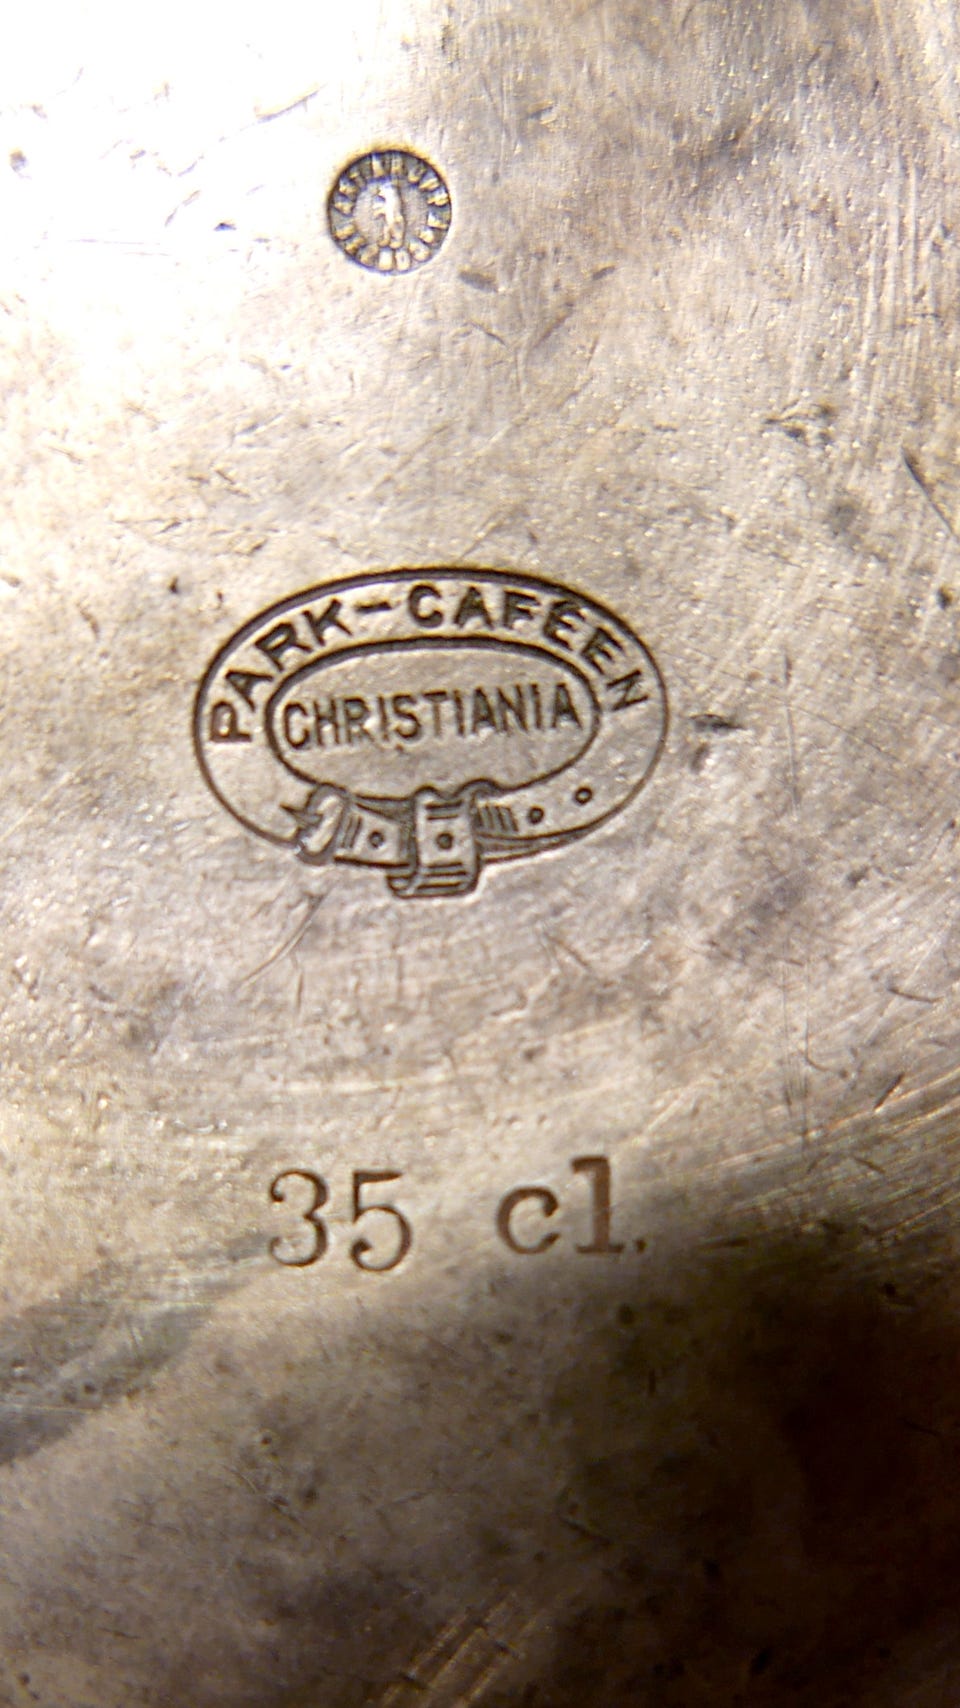 PARK-CAFÉEN
CHRISTIANIA
35 cl.